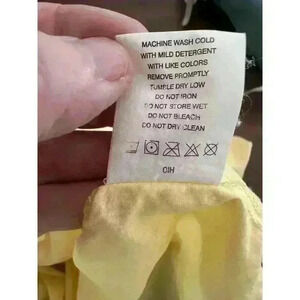 MACHINE WASH COLD
WITH MILD DETERGENT
WITH LIKE COLORS
REMOVE PROMPTLY
TUMBLE DRY LOW
DO NOT IRON
DO NOT STORE WET
DO NOT BLEACH
DO NOT DRY CLEAN
HIO